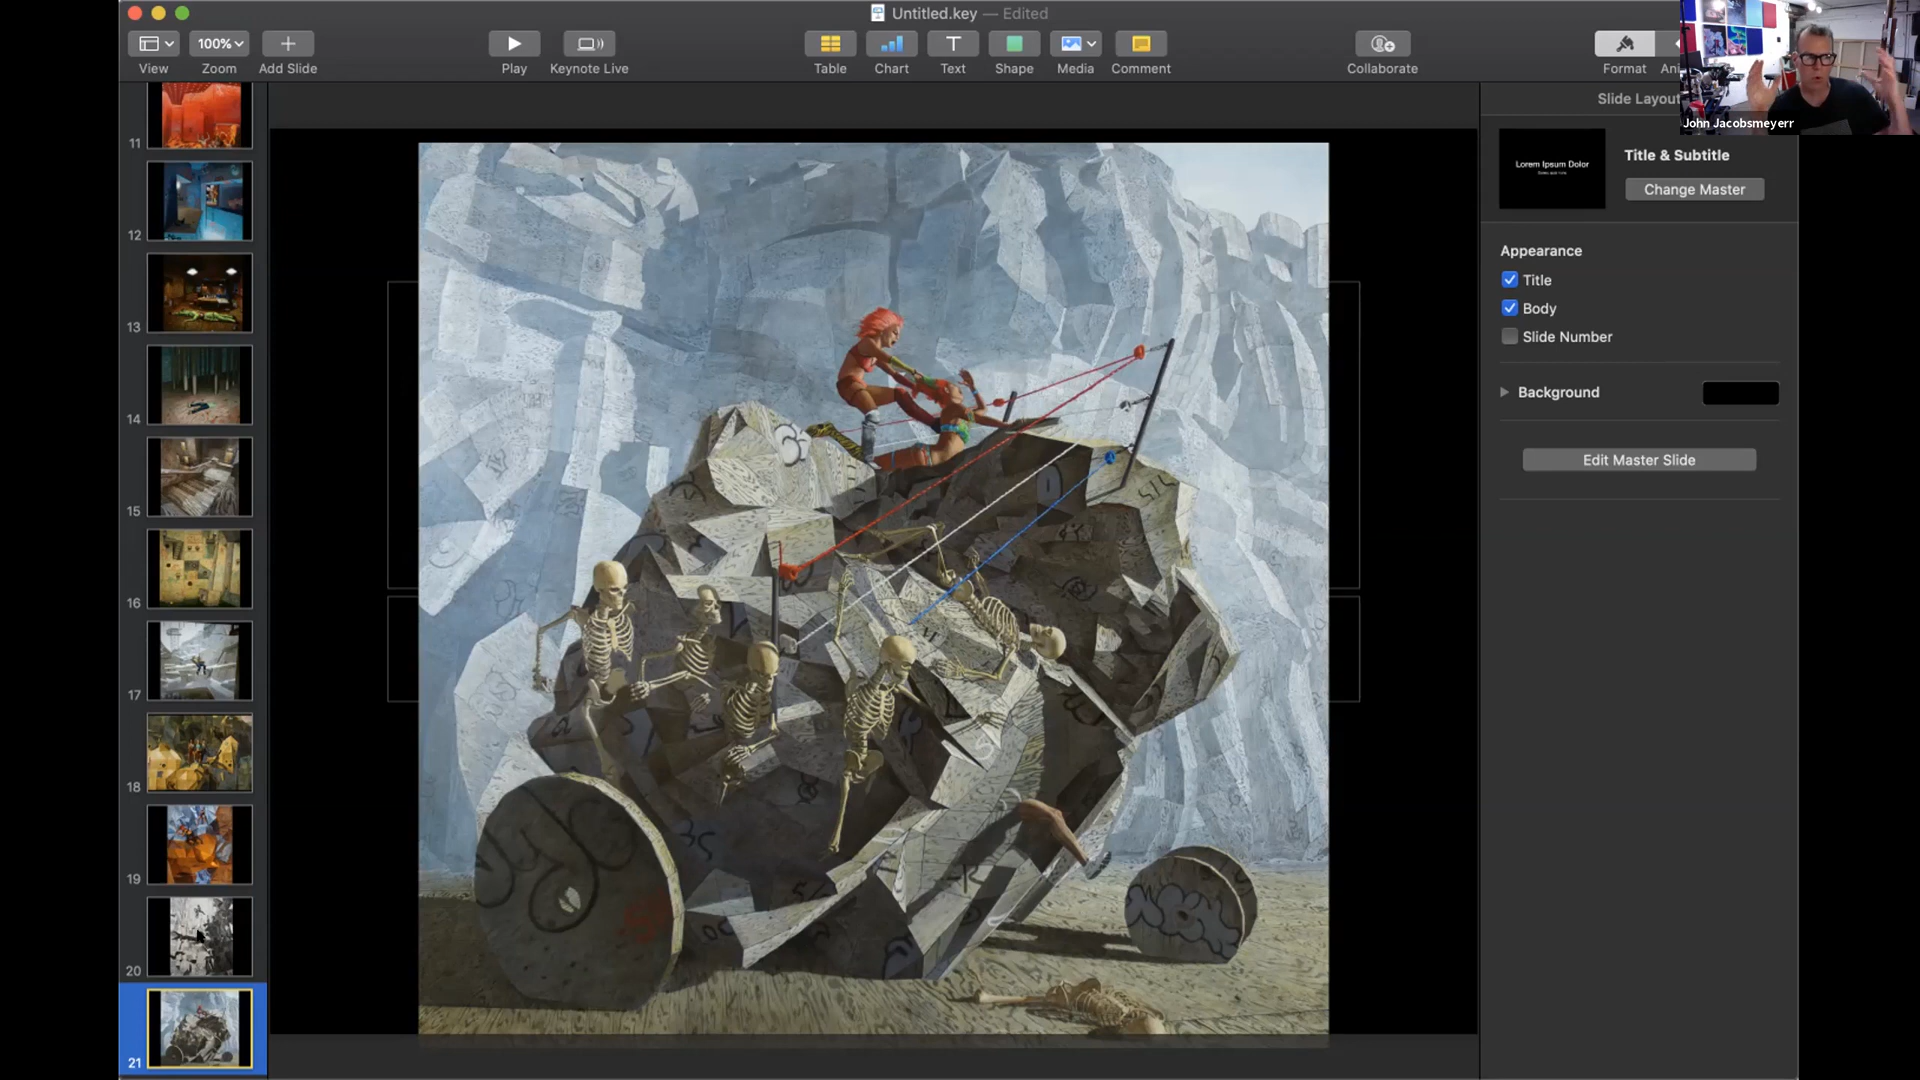 Untitled.key — Edited
View
100%
Zoom
Add Slide
Play
Keynote Live
Table
Chart
Text
Shape
Media
Comment
Collaborate
Format
Ani
John Jacobsmeyerr
Slide Layou
Lorem Ipsum Dolor
Title & Subtitle
Change Master
Appearance
Title
Body
Slide Number
Background
Edit Master Slide
11
12
13
14
15
16
17
18
19
20
21